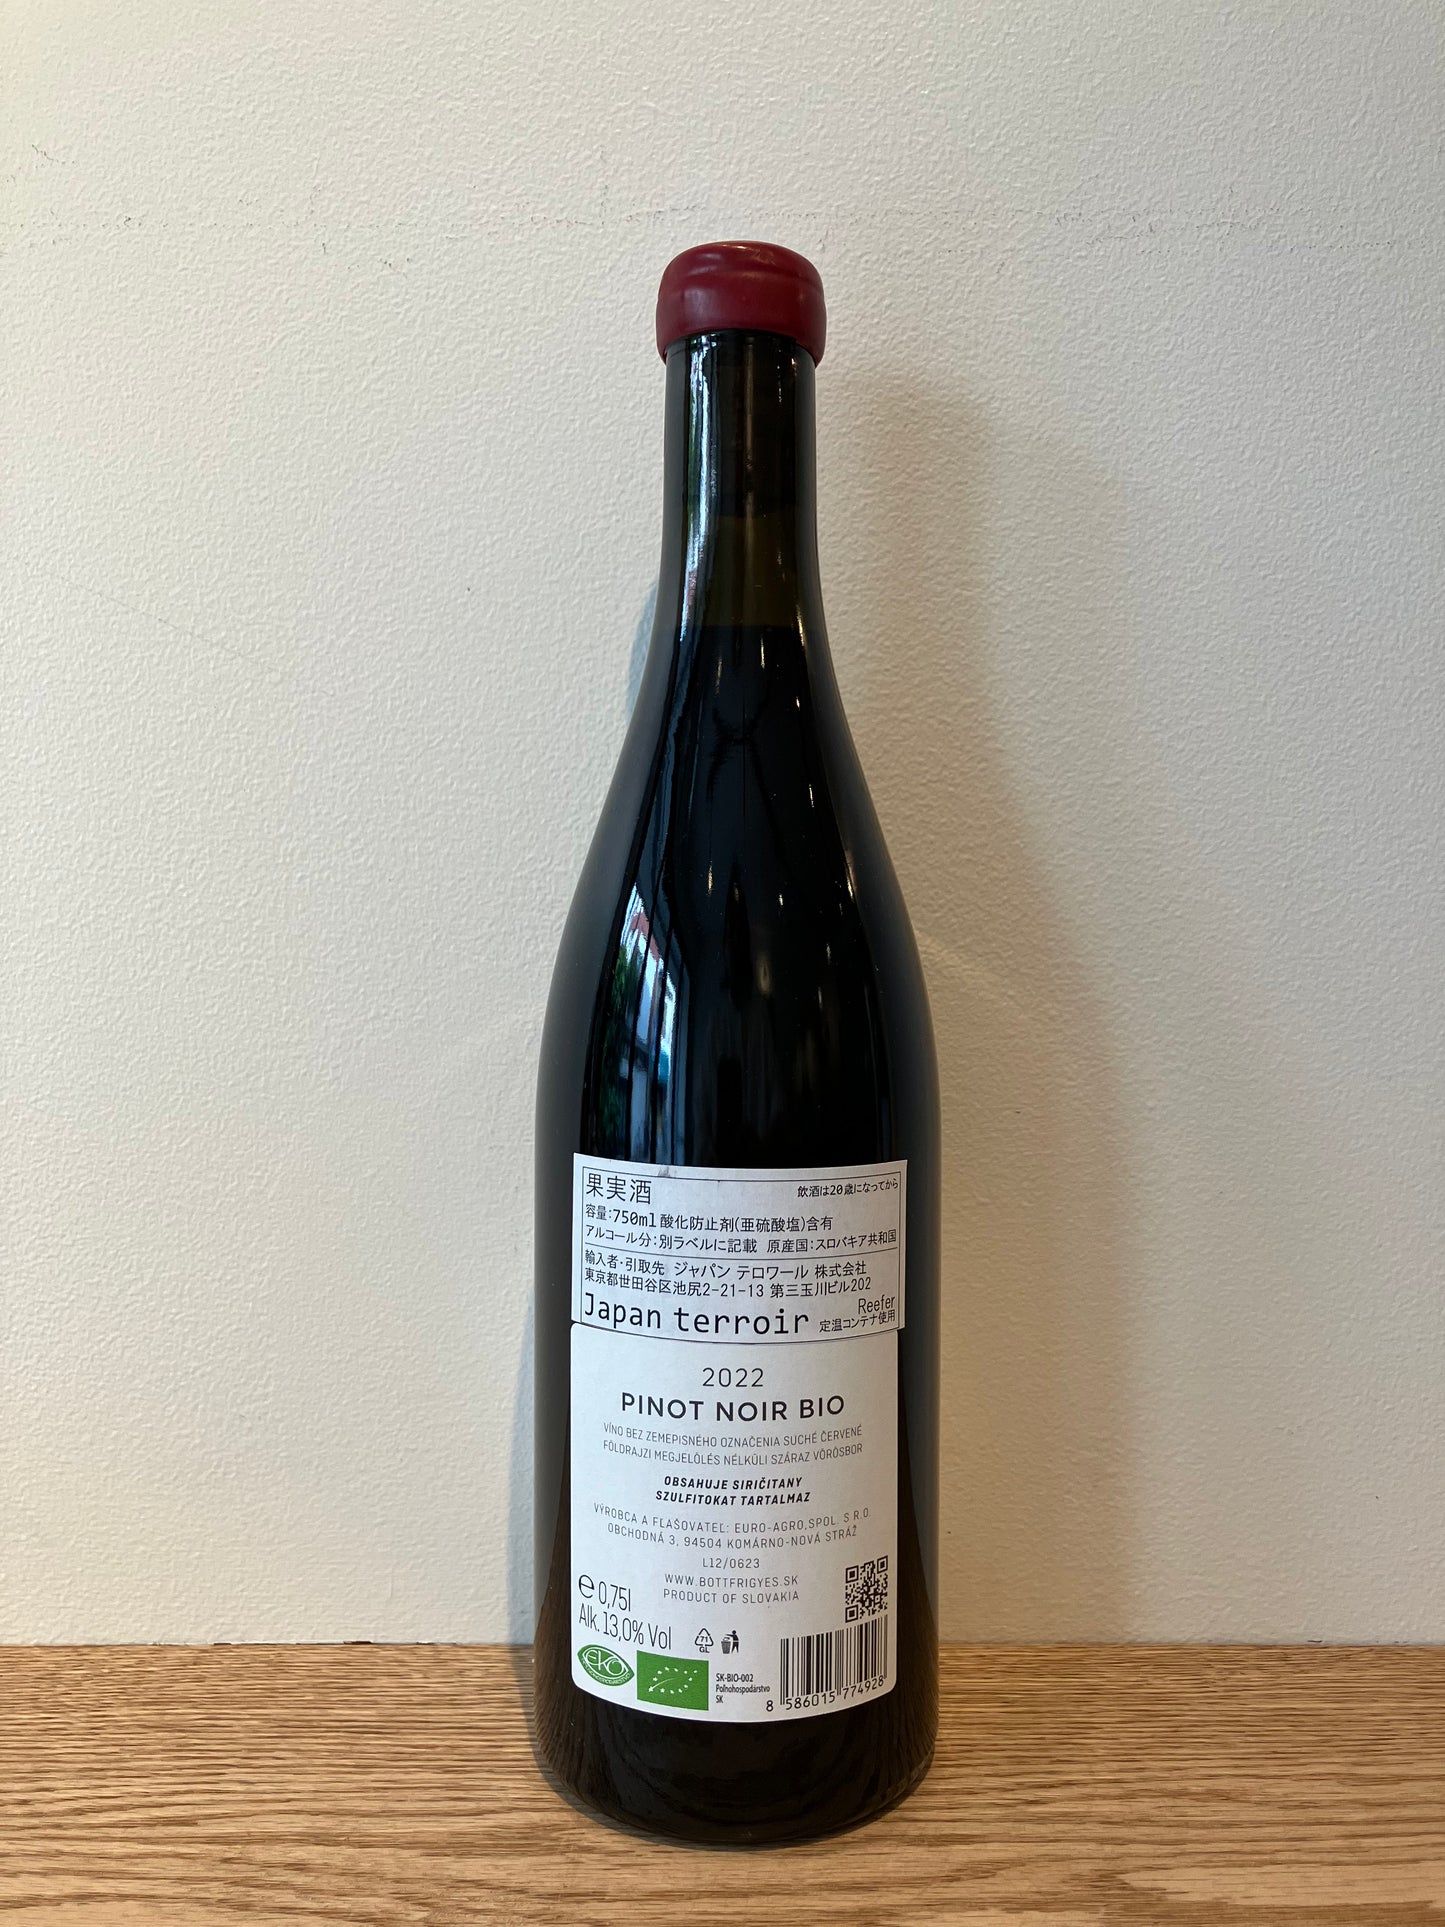 果実酒 飲酒は20歳になってから
容量:750ml 酸化防止剤(亜硫酸塩)含有
アルコール分:別ラベルに記載 原産国:スロバキア共和国
輸入者・引取先 ジャパン テロワール 株式会社
東京都世田谷区池尻2-21-13 第三玉川ビル202
Japan terroir Reefer
定温コンテナ使用
2022
PINOT NOIR BIO
VÍNO BEZ ZEMEPISNÉHO OZNAČENIA SUCHÉ ČERVENÉ
FÖLDRAJZI MEGJELÖLÉS NÉLKÜLI SZÁRAZ VÖRÖSBOR
OBSAHUJE SIRIČITANY
SZULFITOKAT TARTALMAZ
VÝROBCA A FĽAŠOVATEĽ: EURO-AGRO,SPOL. S R.O.
OBCHODNÁ 3, 94504 KOMÁRNO-NOVÁ STRÁŽ
L12/0623
WWW.BOTTFRIGYES.SK
PRODUCT OF SLOVAKIA
e 0,75l
Alk. 13,0% Vol
71
GL
EKO
SK-BIO-002
Poľnohospodárstvo
SK
8 586015 774928